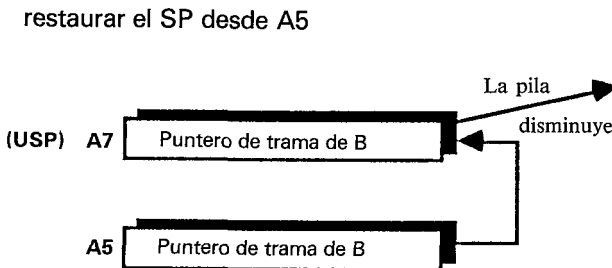 restaurar el SP desde A5
La pila
(USP) A7 Puntero de trama de B
disminuye
A5 Puntero de trama de B